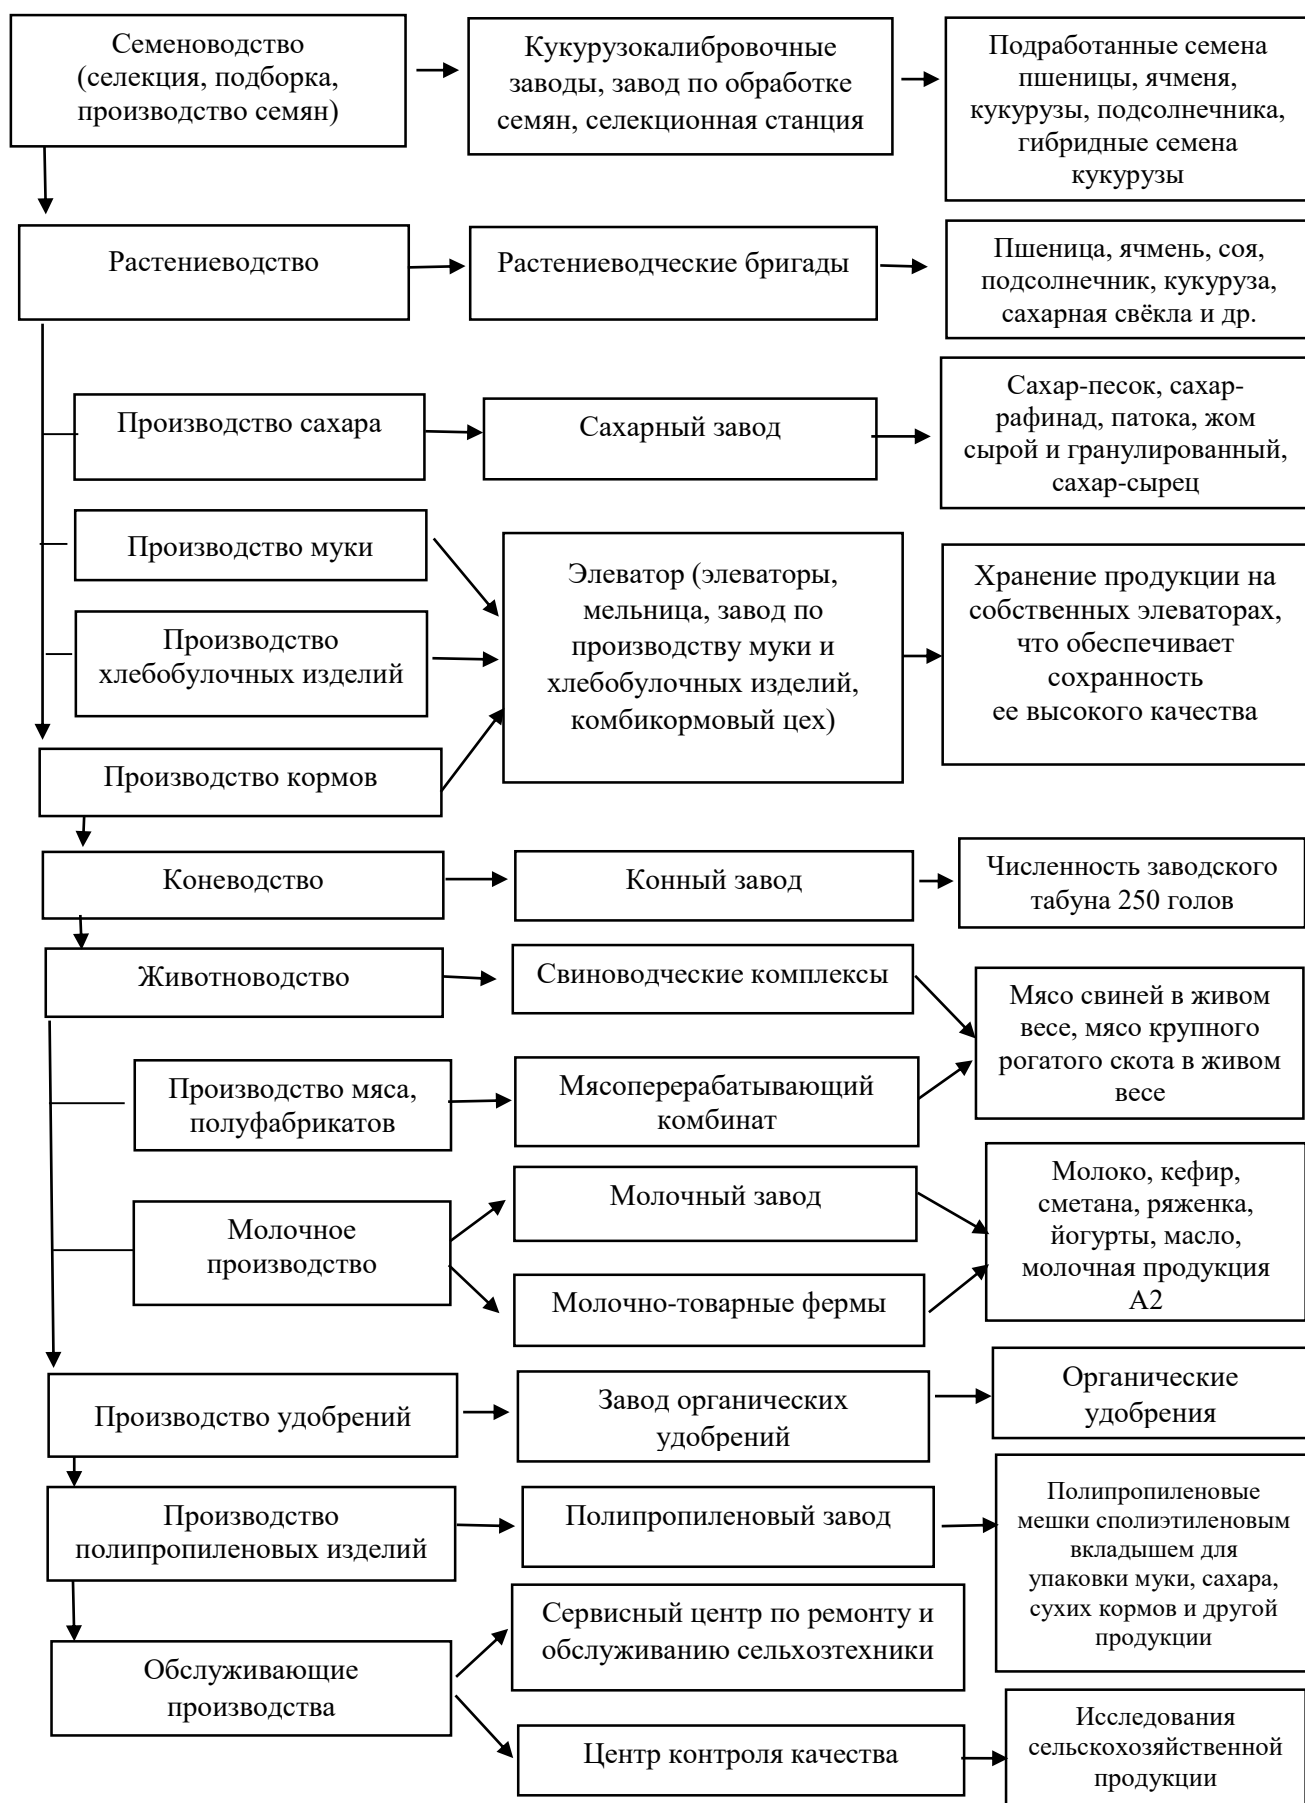 Семеноводство
(селекция, подборка,
производство семян)
Кукурузокалибровочные
заводы, завод по обработке
семян, селекционная станция
Подработанные семена
пшеницы, ячменя,
кукурузы, подсолнечника,
гибридные семена
кукурузы
Растениеводство
Растениеводческие бригады
Пшеница, ячмень, соя,
подсолнечник, кукуруза,
сахарная свёкла и др.
Производство сахара
Сахарный завод
Сахар-песок, сахар-
рафинад, патока, жом
сырой и гранулированный,
сахар-сырец
Производство муки
Производство
хлебобулочных изделий
Производство кормов
Элеватор (элеваторы,
мельница, завод по
производству муки и
хлебобулочных изделий,
комбикормовый цех)
Хранение продукции на
собственных элеваторах,
что обеспечивает
сохранность
ее высокого качества
Коневодство
Конный завод
Численность заводского
табуна 250 голов
Животноводство
Свиноводческие комплексы
Мясо свиней в живом
весе, мясо крупного
рогатого скота в живом
весе
Производство мяса,
полуфабрикатов
Мясоперерабатывающий
комбинат
Молочное
производство
Молочный завод
Молочно-товарные фермы
Молоко, кефир,
сметана, ряженка,
йогурты, масло,
молочная продукция
А2
Производство удобрений
Завод органических
удобрений
Органические
удобрения
Производство
полипропиленовых изделий
Полипропиленовый завод
Полипропиленовые
мешки сполиэтиленовым
вкладышем для
упаковки муки, сахара,
сухих кормов и другой
продукции
Обслуживающие
производства
Сервисный центр по ремонту и
обслуживанию сельхозтехники
Центр контроля качества
Исследования
сельскохозяйственной
продукции